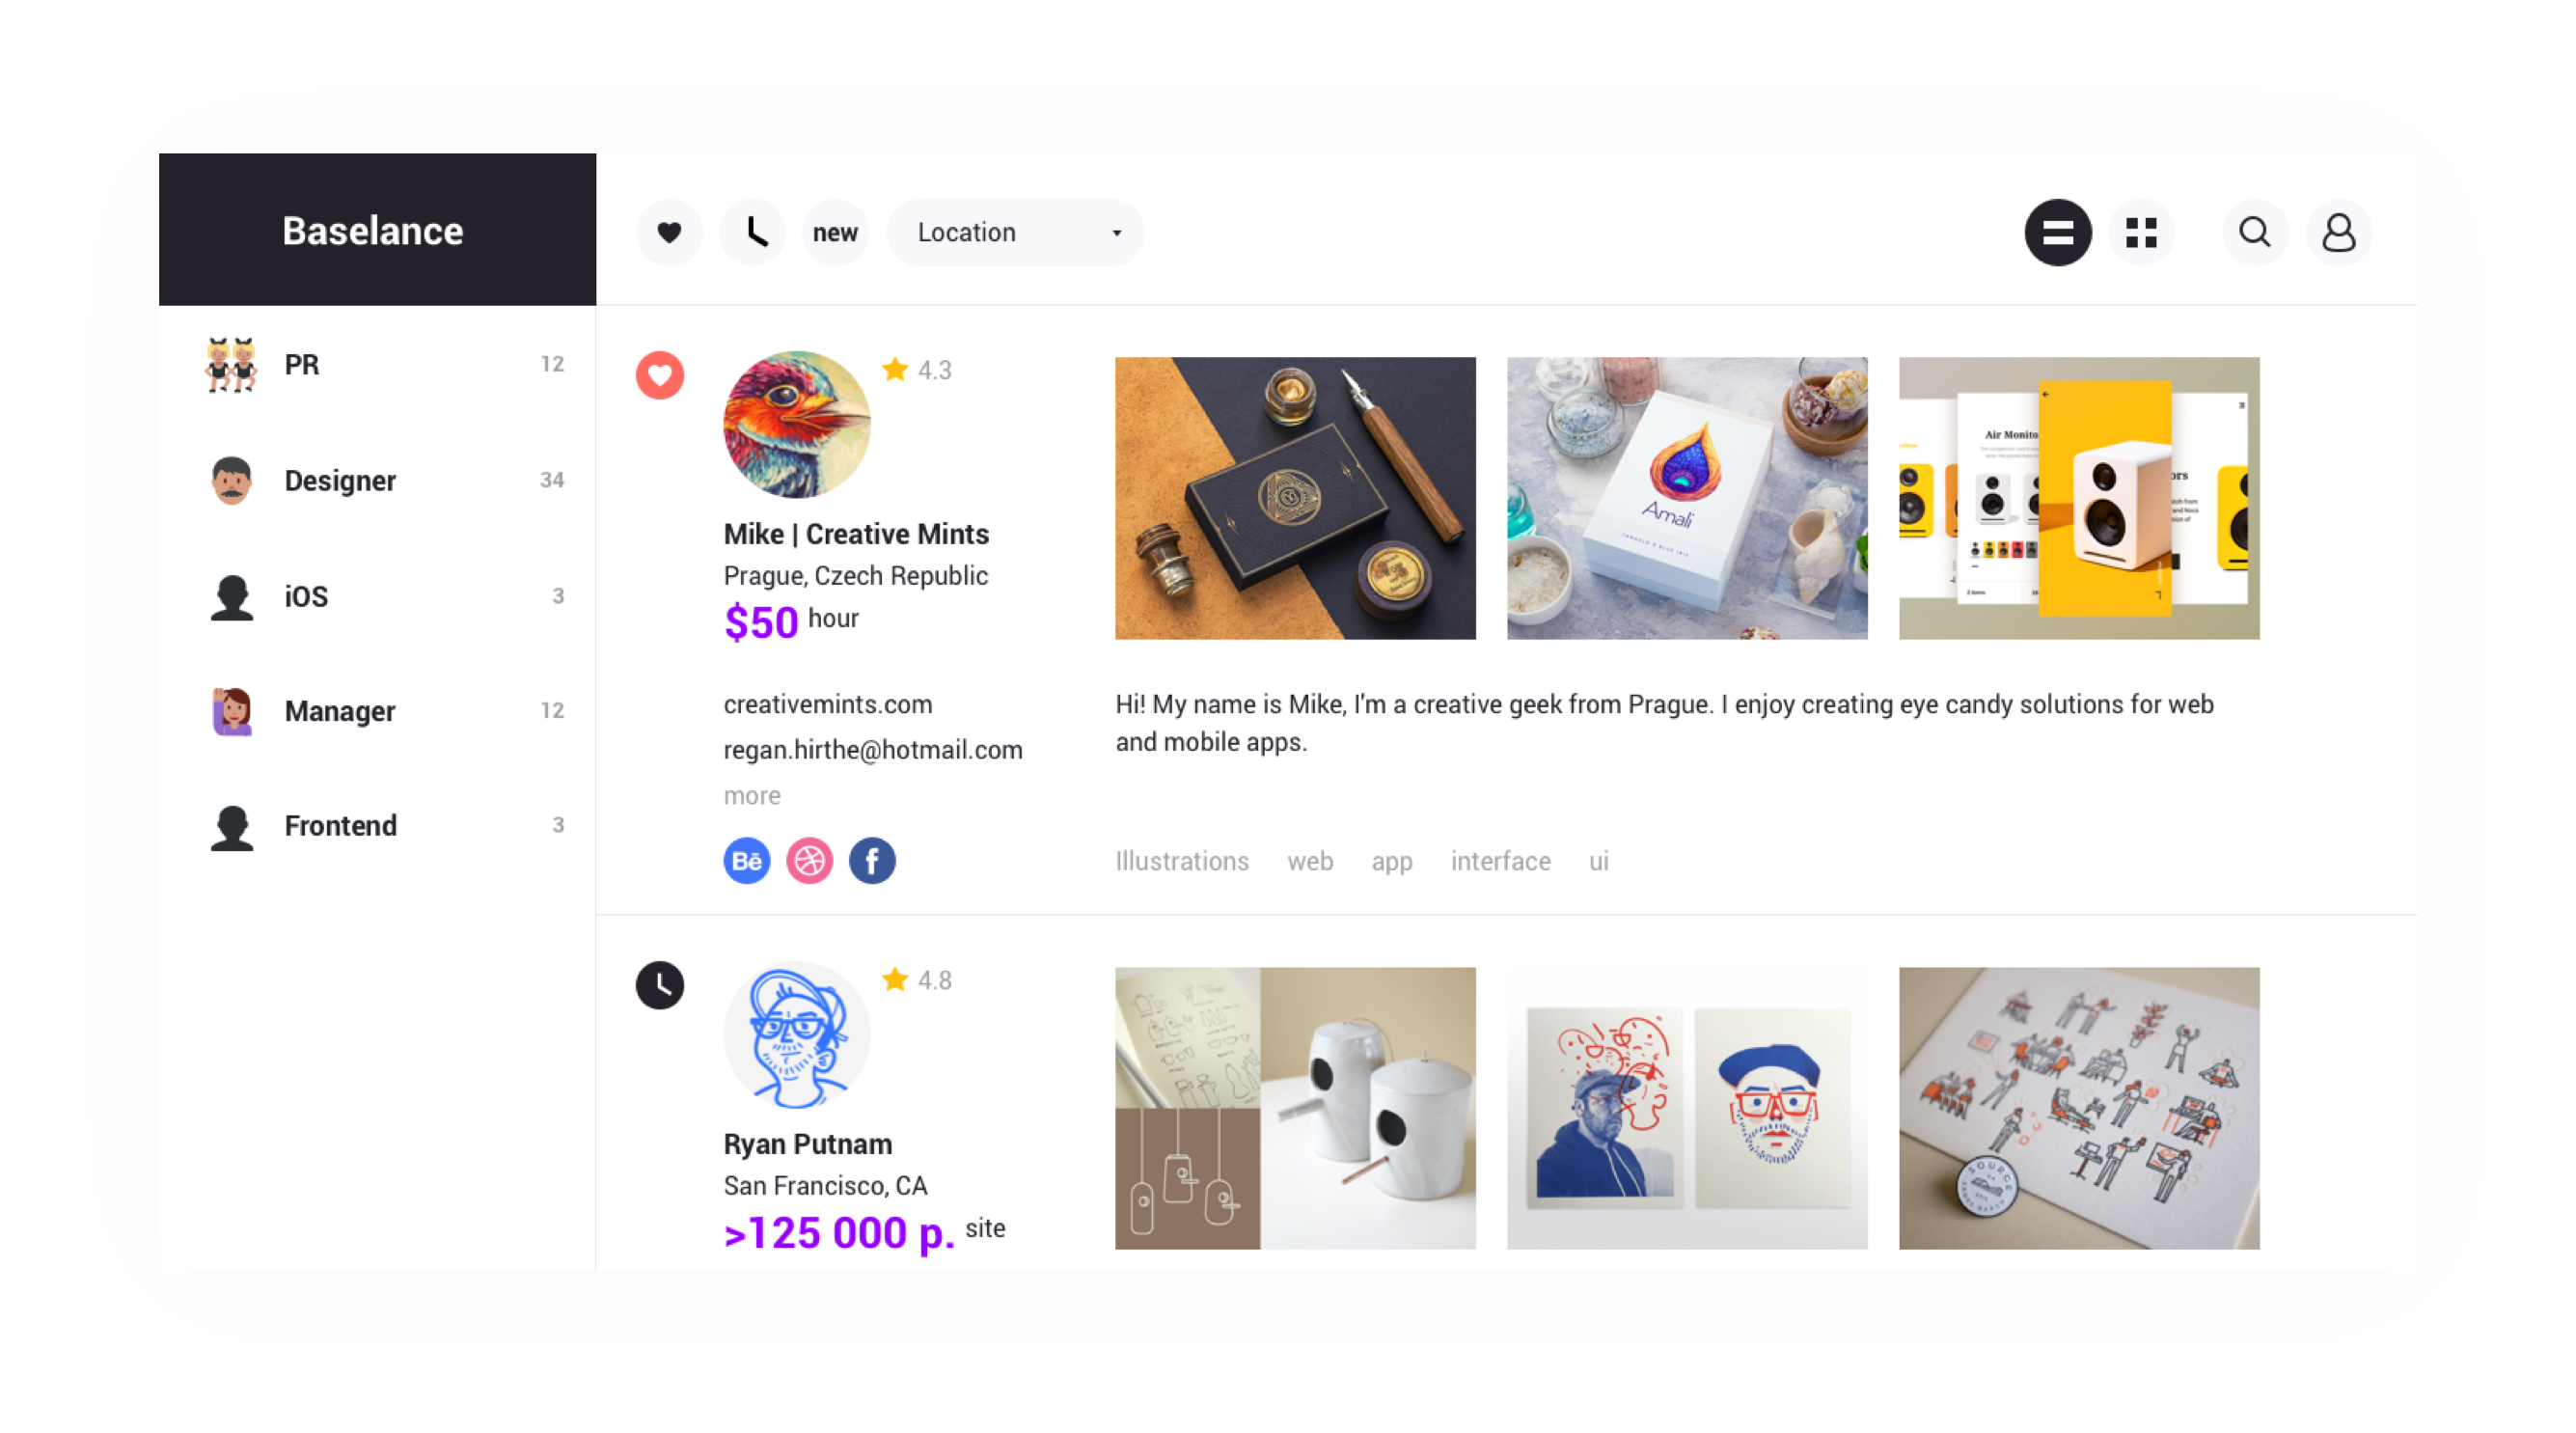 Baselance
new
Location
PR 12
Designer 34
iOS 3
Manager 12
Frontend 3
4.3
Mike | Creative Mints
Prague, Czech Republic
$50 hour
creativemints.com
regan.hirthe@hotmail.com
more
Bē
f
Amali
Air Monito
Hi! My name is Mike, I'm a creative geek from Prague. I enjoy creating eye candy solutions for web
and mobile apps.
Illustrations web app interface ui
4.8
Ryan Putnam
San Francisco, CA
>125 000 p. site
SOURCE